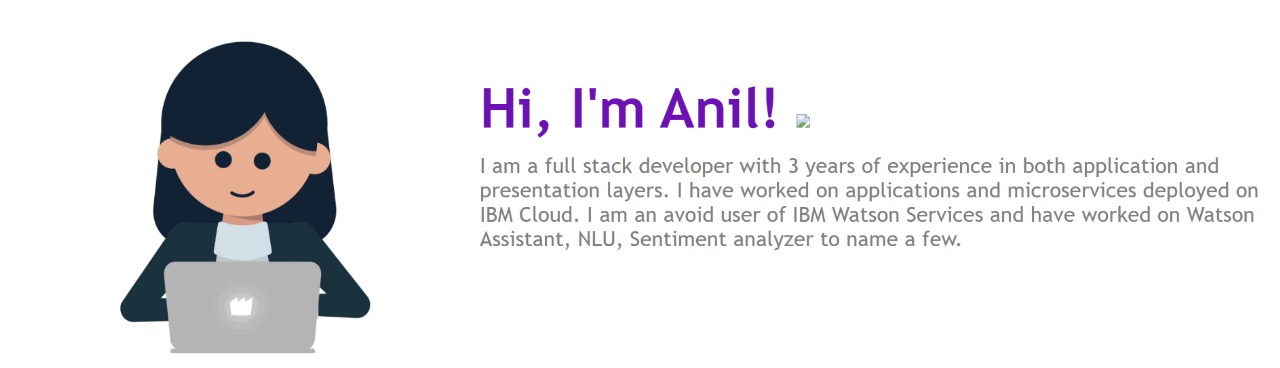 Hi, I'm Anil!
I am a full stack developer with 3 years of experience in both application and
presentation layers. I have worked on applications and microservices deployed on
IBM Cloud. I am an avoid user of IBM Watson Services and have worked on Watson
Assistant, NLU, Sentiment analyzer to name a few.